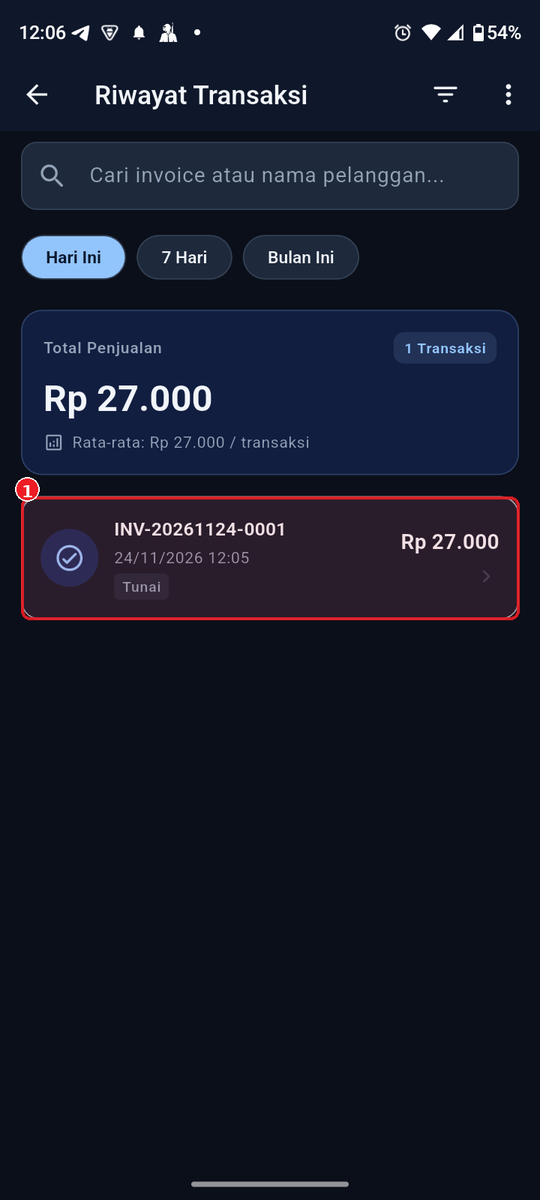 12:06 54%
Riwayat Transaksi
Cari invoice atau nama pelanggan...
Hari Ini 7 Hari Bulan Ini
Total Penjualan 1 Transaksi
Rp 27.000
Rata-rata: Rp 27.000 / transaksi
1
INV-20261124-0001
Rp 27.000
24/11/2026 12:05
Tunai